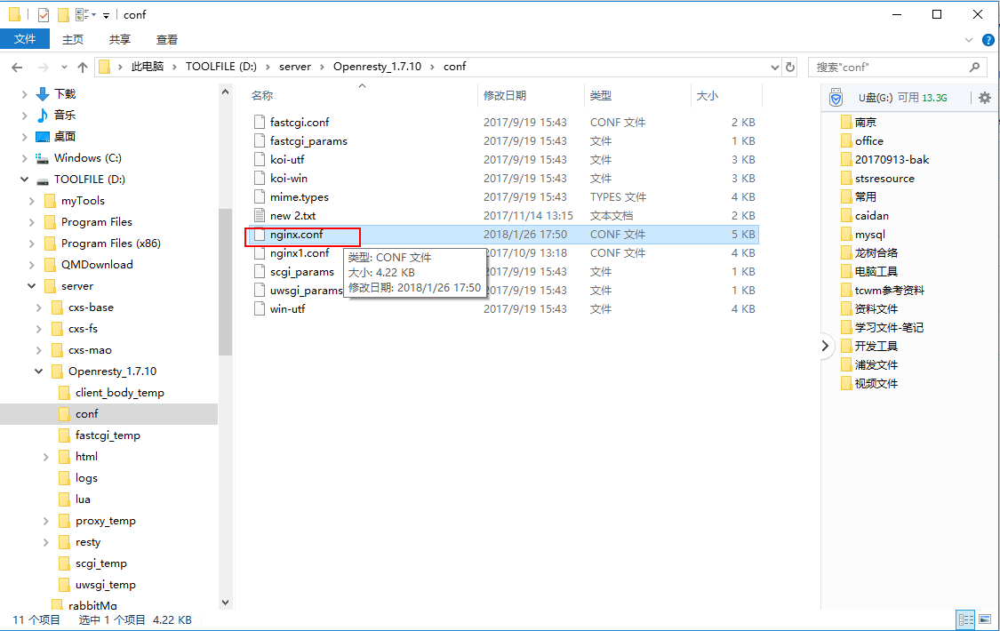 conf
文件 主页 共享 查看
此电脑 TOOLFILE (D:) server Openresty_1.7.10 conf 搜索"conf"
下载
音乐
桌面
Windows (C:)
TOOLFILE (D:)
myTools
Program Files
Program Files (x86)
QMDownload
server
cxs-base
cxs-fs
cxs-mao
Openresty_1.7.10
client_body_temp
conf
fastcgi_temp
html
logs
lua
proxy_temp
resty
scgi_temp
uwsgi_temp
rabbitMq
名称 修改日期 类型 大小
fastcgi.conf 2017/9/19 15:43 CONF 文件 2 KB
fastcgi_params 2017/9/19 15:43 文件 1 KB
koi-utf 2017/9/19 15:43 文件 3 KB
koi-win 2017/9/19 15:43 文件 3 KB
mime.types 2017/9/19 15:43 TYPES 文件 4 KB
new 2.txt 2017/11/14 13:15 文本文档 2 KB
nginx.conf 2018/1/26 17:50 CONF 文件 5 KB
nginx1.conf 2017/10/9 13:18 CONF 文件 4 KB
scgi_params 2017/9/19 15:43 文件 1 KB
uwsgi_params 2017/9/19 15:43 文件 1 KB
win-utf 2017/9/19 15:43 文件 4 KB
类型: CONF 文件
大小: 4.22 KB
修改日期: 2018/1/26 17:50
U盘(G:) 可用 13.3G
南京
office
20170913-bak
stsresource
常用
caidan
mysql
龙树合络
电脑工具
tcwm参考资料
资料文件
学习文件-笔记
开发工具
浦发文件
视频文件
11 个项目 选中 1 个项目 4.22 KB